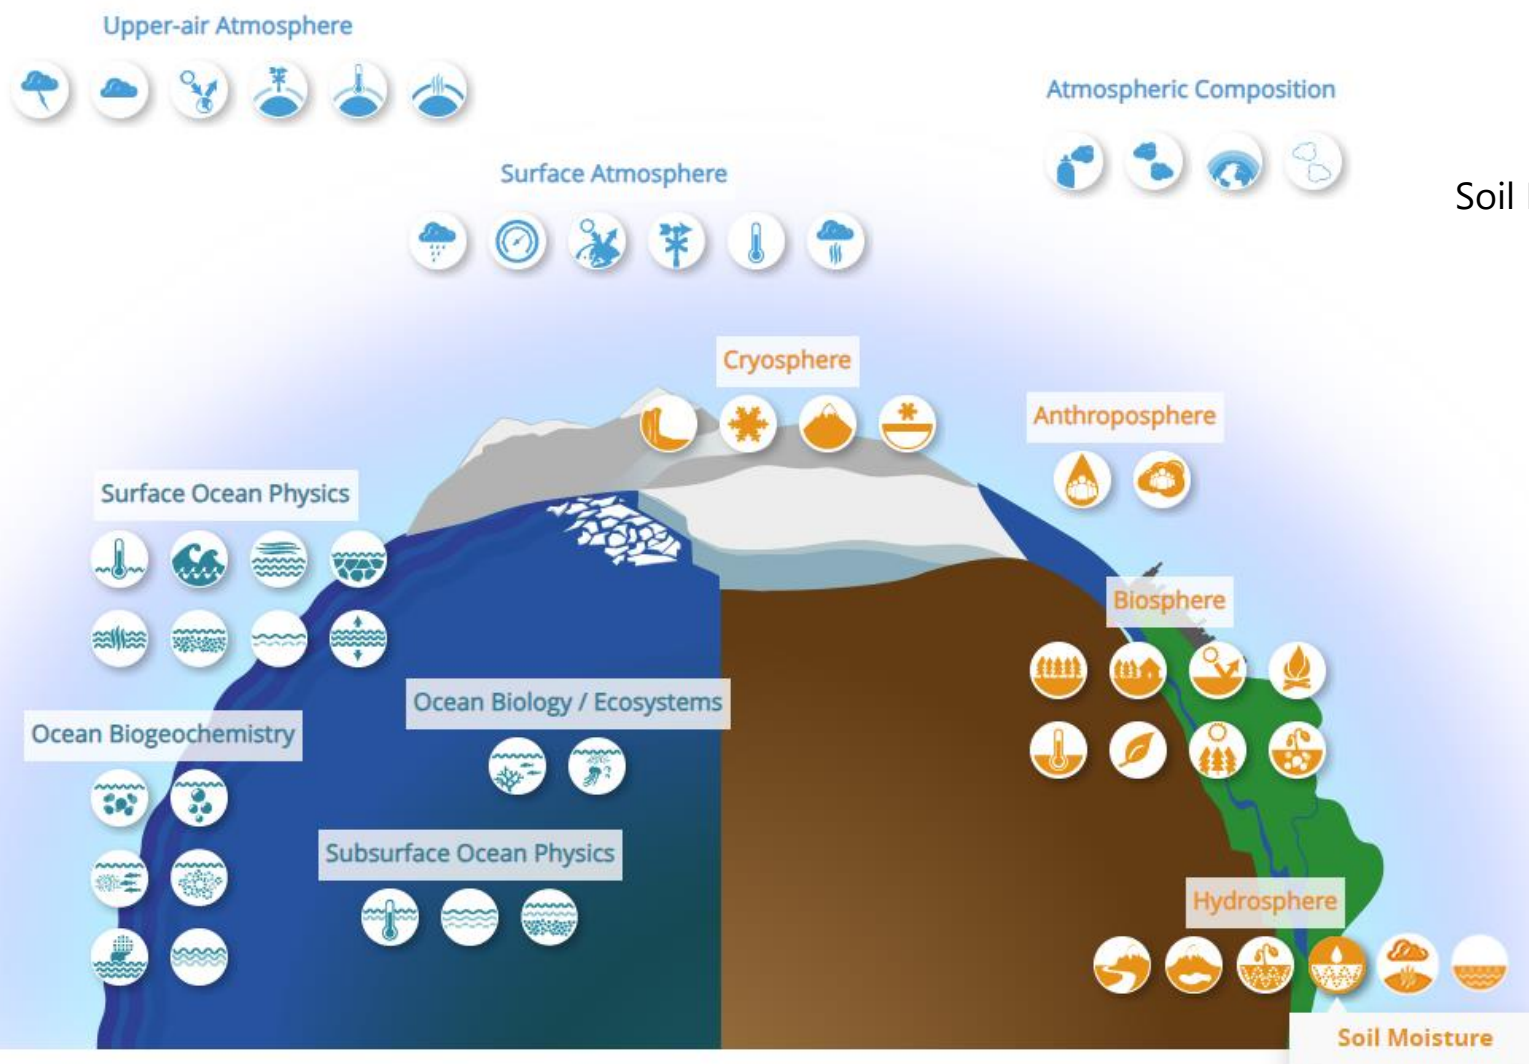 Upper-air Atmosphere
Atmospheric Composition
Surface Atmosphere
Soil
Cryosphere
Anthroposphere
Surface Ocean Physics
Biosphere
Ocean Biology / Ecosystems
Ocean Biogeochemistry
Subsurface Ocean Physics
Hydrosphere
Soil Moisture